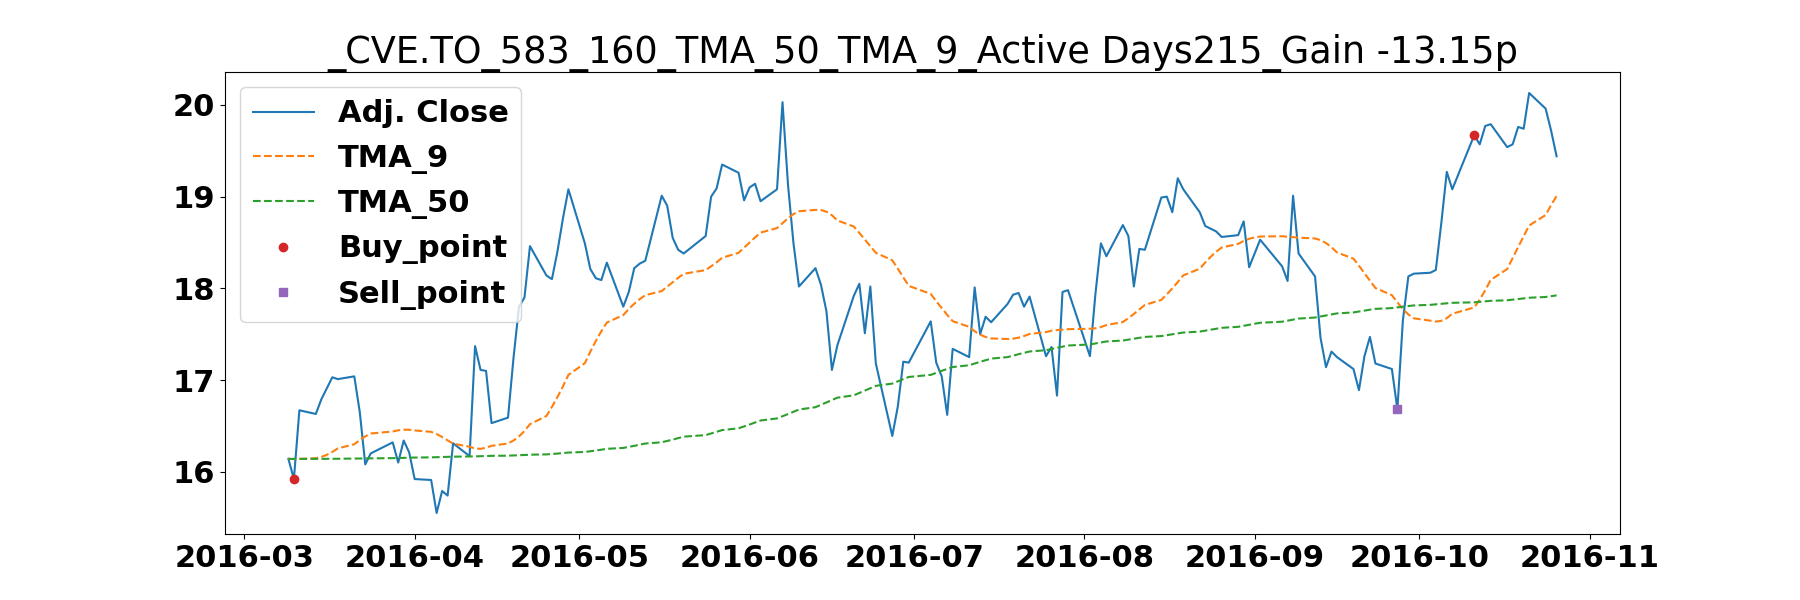 _CVE.TO_583_160_TMA_50_TMA_9_Active Days215_Gain -13.15p
20
19
18
17
16
Adj. Close
TMA_9
TMA_50
Buy_point
Sell_point
2016-03 2016-04 2016-05 2016-06 2016-07 2016-08 2016-09 2016-10 2016-11